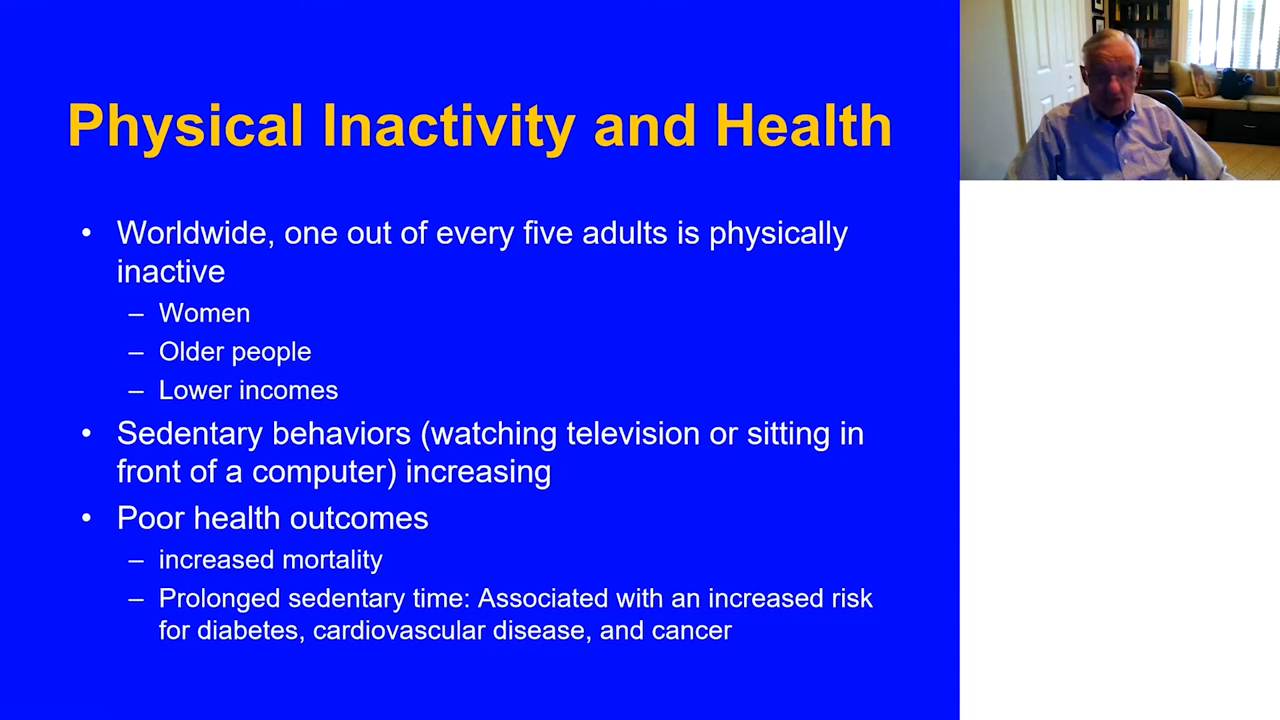 Physical Inactivity and Health
• Worldwide, one out of every five adults is physically
inactive
– Women
– Older people
– Lower incomes
• Sedentary behaviors (watching television or sitting in
front of a computer) increasing
• Poor health outcomes
– increased mortality
– Prolonged sedentary time: Associated with an increased risk
for diabetes, cardiovascular disease, and cancer